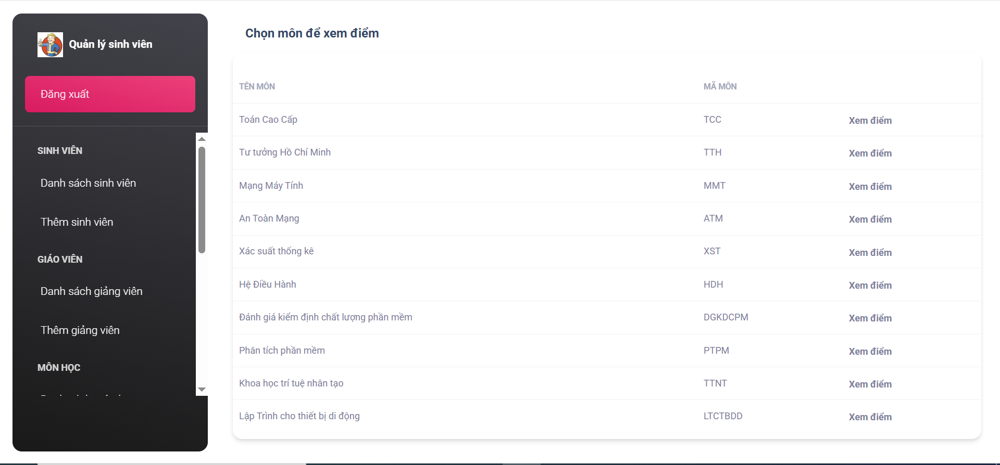 Quản lý sinh viên
Đăng xuất
SINH VIÊN
Danh sách sinh viên
Thêm sinh viên
GIÁO VIÊN
Danh sách giảng viên
Thêm giảng viên
MÔN HỌC
Chọn môn để xem điểm
TÊN MÔN MÃ MÔN
Toán Cao Cấp TCC Xem điểm
Tư tưởng Hồ Chí Minh TTH Xem điểm
Mạng Máy Tính MMT Xem điểm
An Toàn Mạng ATM Xem điểm
Xác suất thống kê XST Xem điểm
Hệ Điều Hành HDH Xem điểm
Đánh giá kiểm định chất lượng phần mềm DGKDCPM Xem điểm
Phân tích phần mềm PTPM Xem điểm
Khoa học trí tuệ nhân tạo TTNT Xem điểm
Lập Trình cho thiết bị di động LTCTBDD Xem điểm